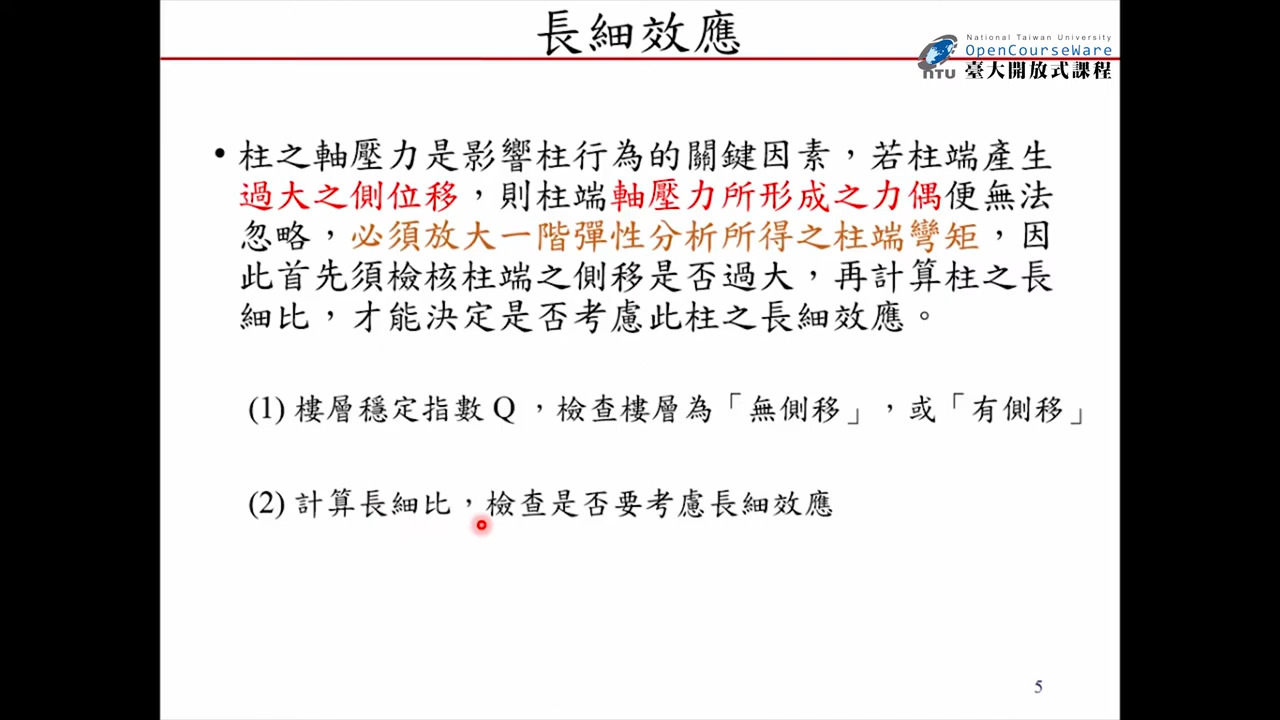 長細效應
National Taiwan University
OpenCourseWare
NTU 臺大開放式課程
• 柱之軸壓力是影響柱行為的關鍵因素，若柱端產生
過大之側位移，則柱端軸壓力所形成之力偶便無法
忽略，必須放大一階彈性分析所得之柱端彎矩，因
此首先須檢核柱端之側移是否過大，再計算柱之長
細比，才能決定是否考慮此柱之長細效應。
(1) 樓層穩定指數 Q ，檢查樓層為「無側移」，或「有側移」
(2) 計算長細比，檢查是否要考慮長細效應
5